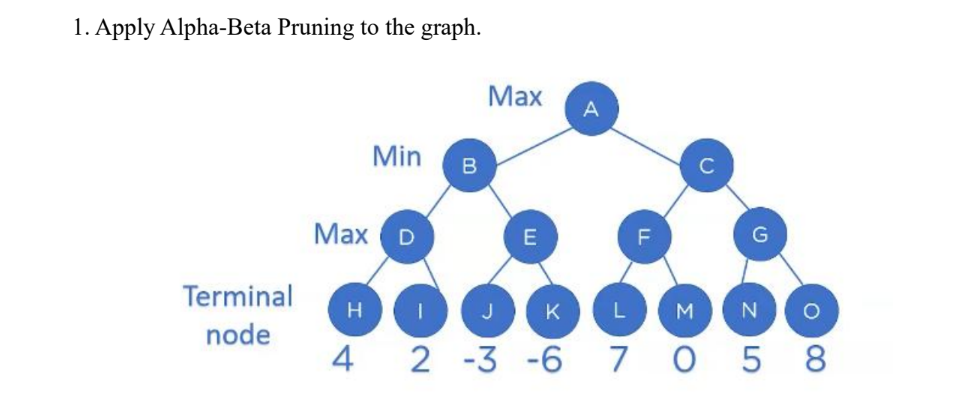 1. Apply Alpha-Beta Pruning to the graph.
Max A
Min B C
Max D E F G
Terminal
node
H I J K L M N O
4 2 -3 -6 7 0 5 8